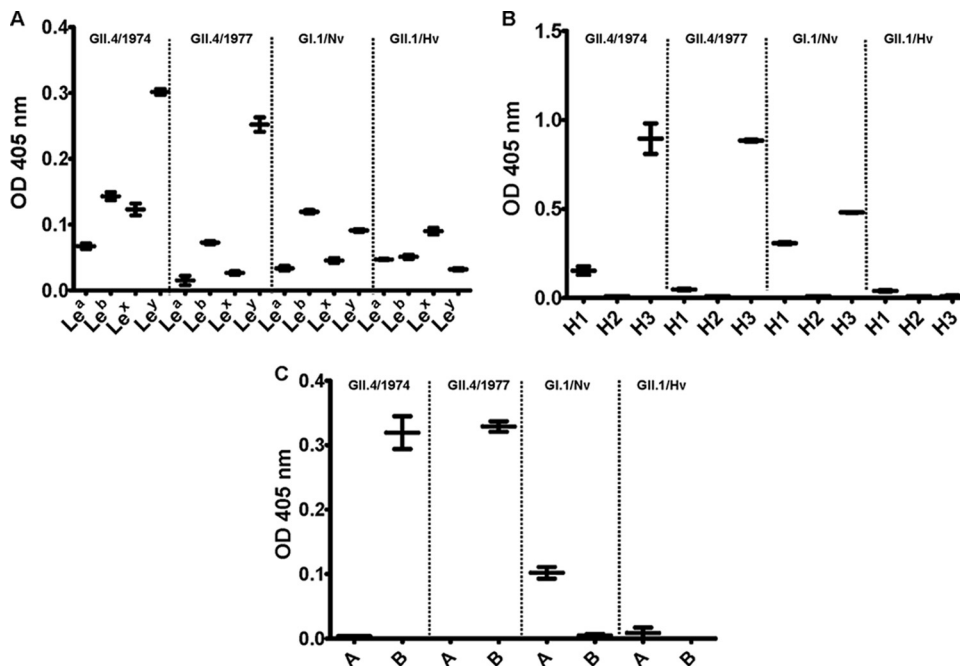 A
GII.4/1974 GII.4/1977 GI.1/Nv GII.1/Hv
OD 405 nm
0.4
0.3
0.2
0.1
0.0
Leᵃ Leᵇ Leˣ Leʸ Leᵃ Leᵇ Leˣ Leʸ Leᵃ Leᵇ Leˣ Leʸ Leᵃ Leᵇ Leˣ Leʸ
B
GII.4/1974 GII.4/1977 GI.1/Nv GII.1/Hv
OD 405 nm
1.5
1.0
0.5
0.0
H1 H2 H3 H1 H2 H3 H1 H2 H3 H1 H2 H3
C
GII.4/1974 GII.4/1977 GI.1/Nv GII.1/Hv
OD 405 nm
0.4
0.3
0.2
0.1
0.0
A B A B A B A B